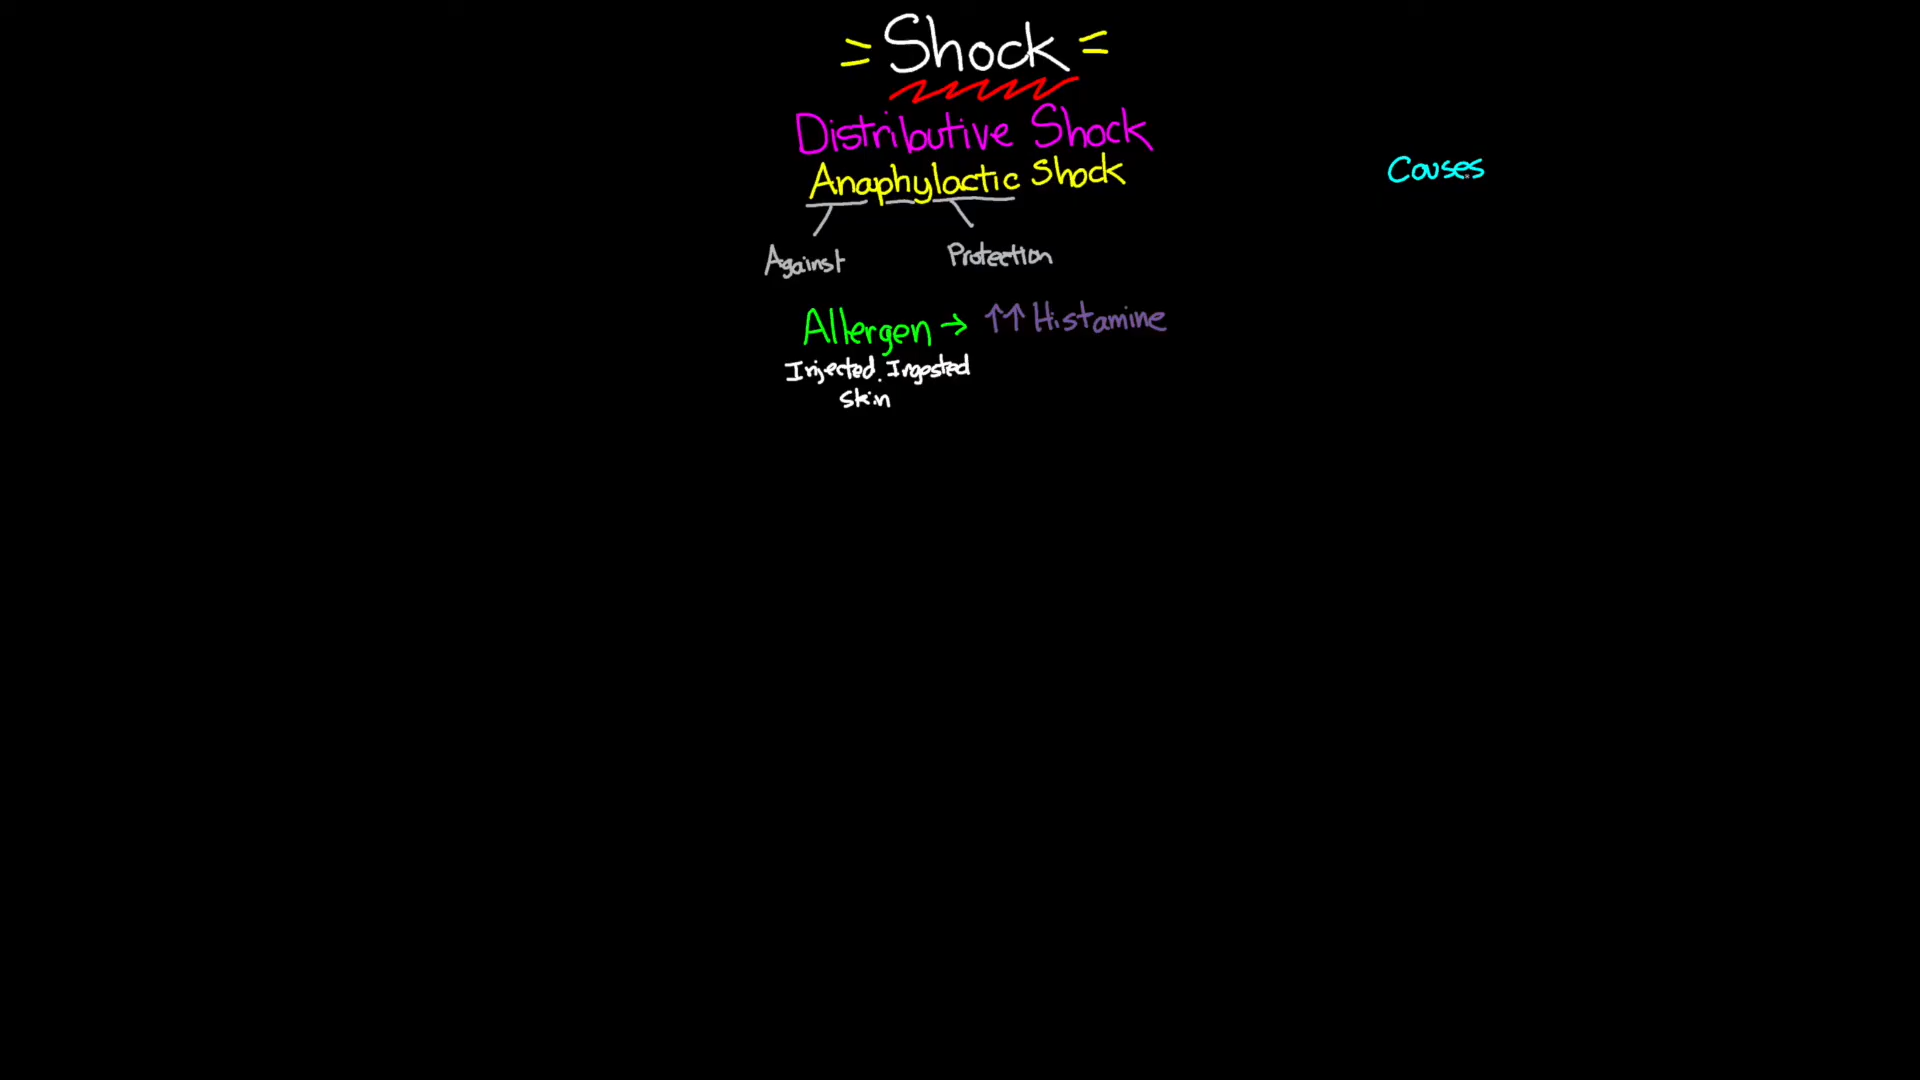 = Shock =
Distributive Shock
Anaphylactic Shock
Causes
Against Protection
Allergen → ↑↑ Histamine
Injected, Ingested
Skin